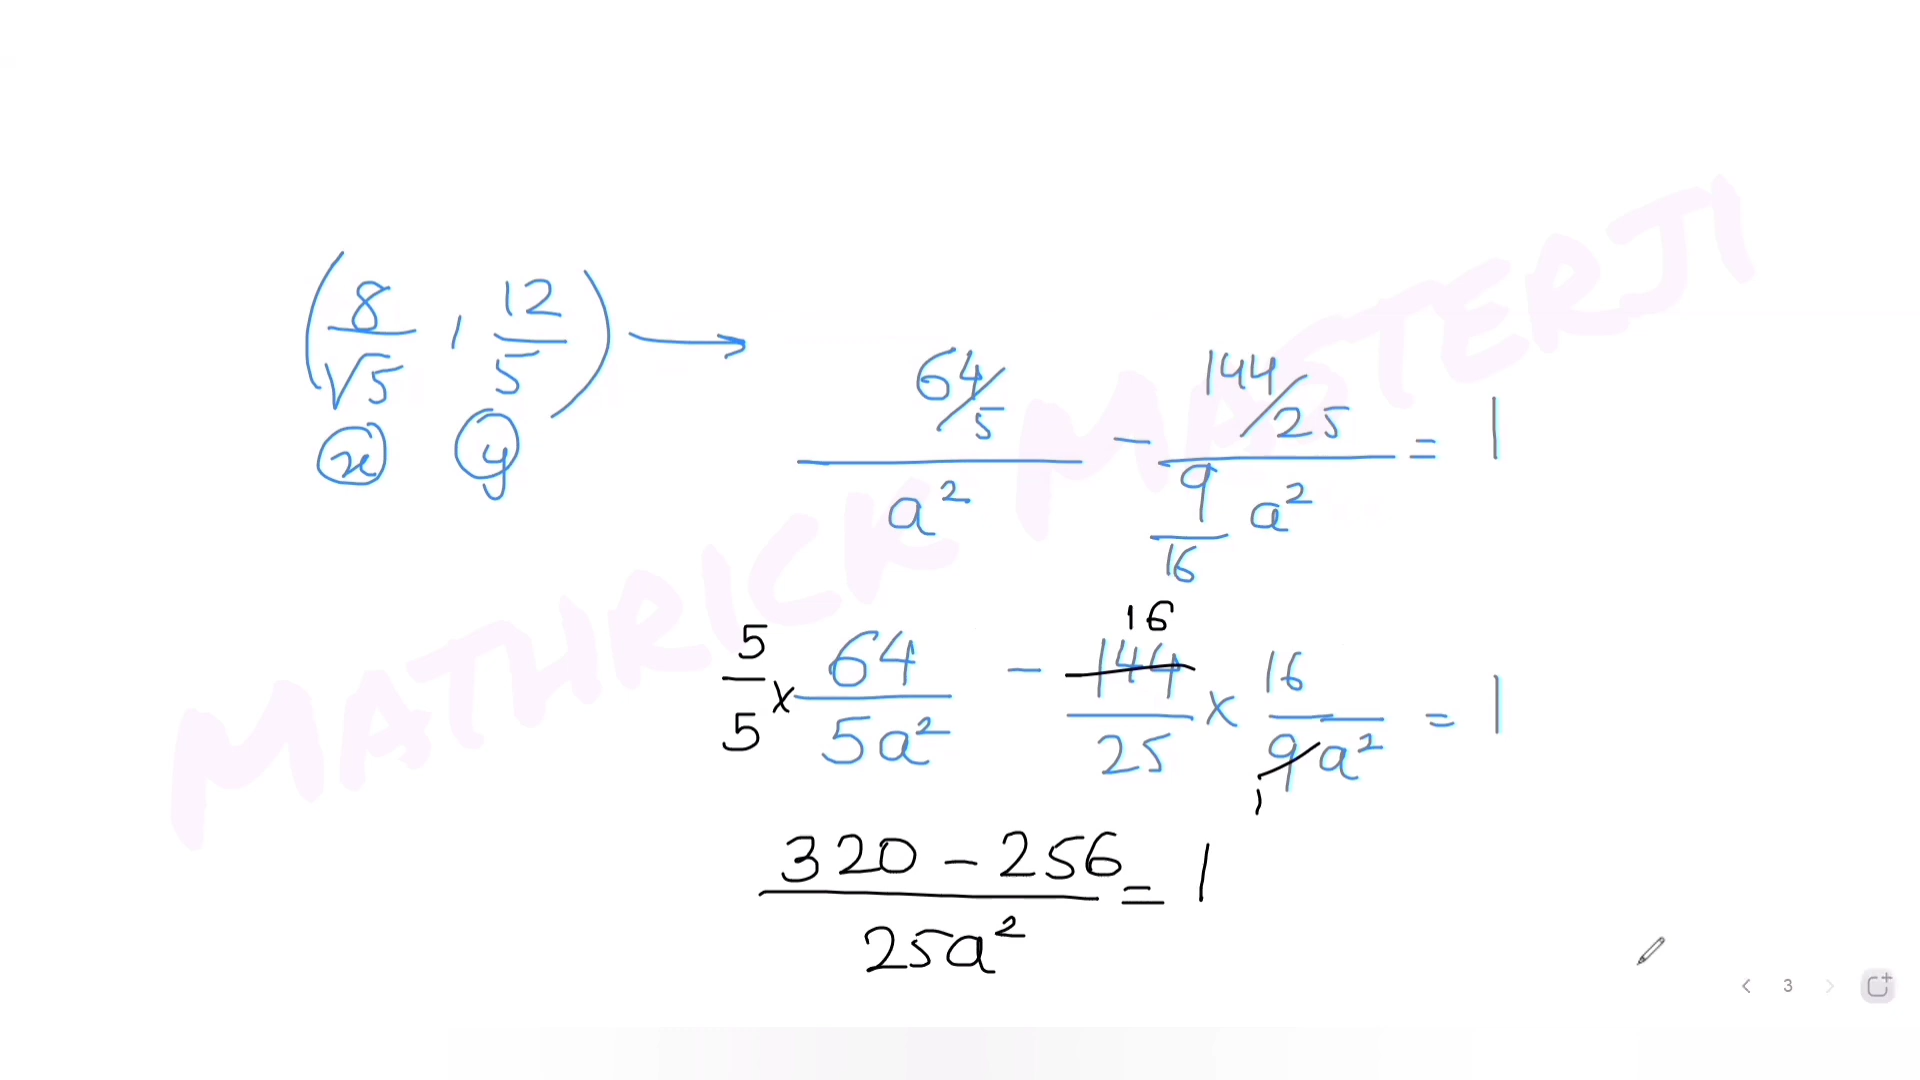 (8/√5 , 12/5) → (64/5)/a² − (144/25)/((9/16) a²) = 1
x y
5/5 × 64/5a² − 144/25 × 16/9a² = 1
16
1
(320 − 256)/25a² = 1
MATHRICK MASTERJI
3